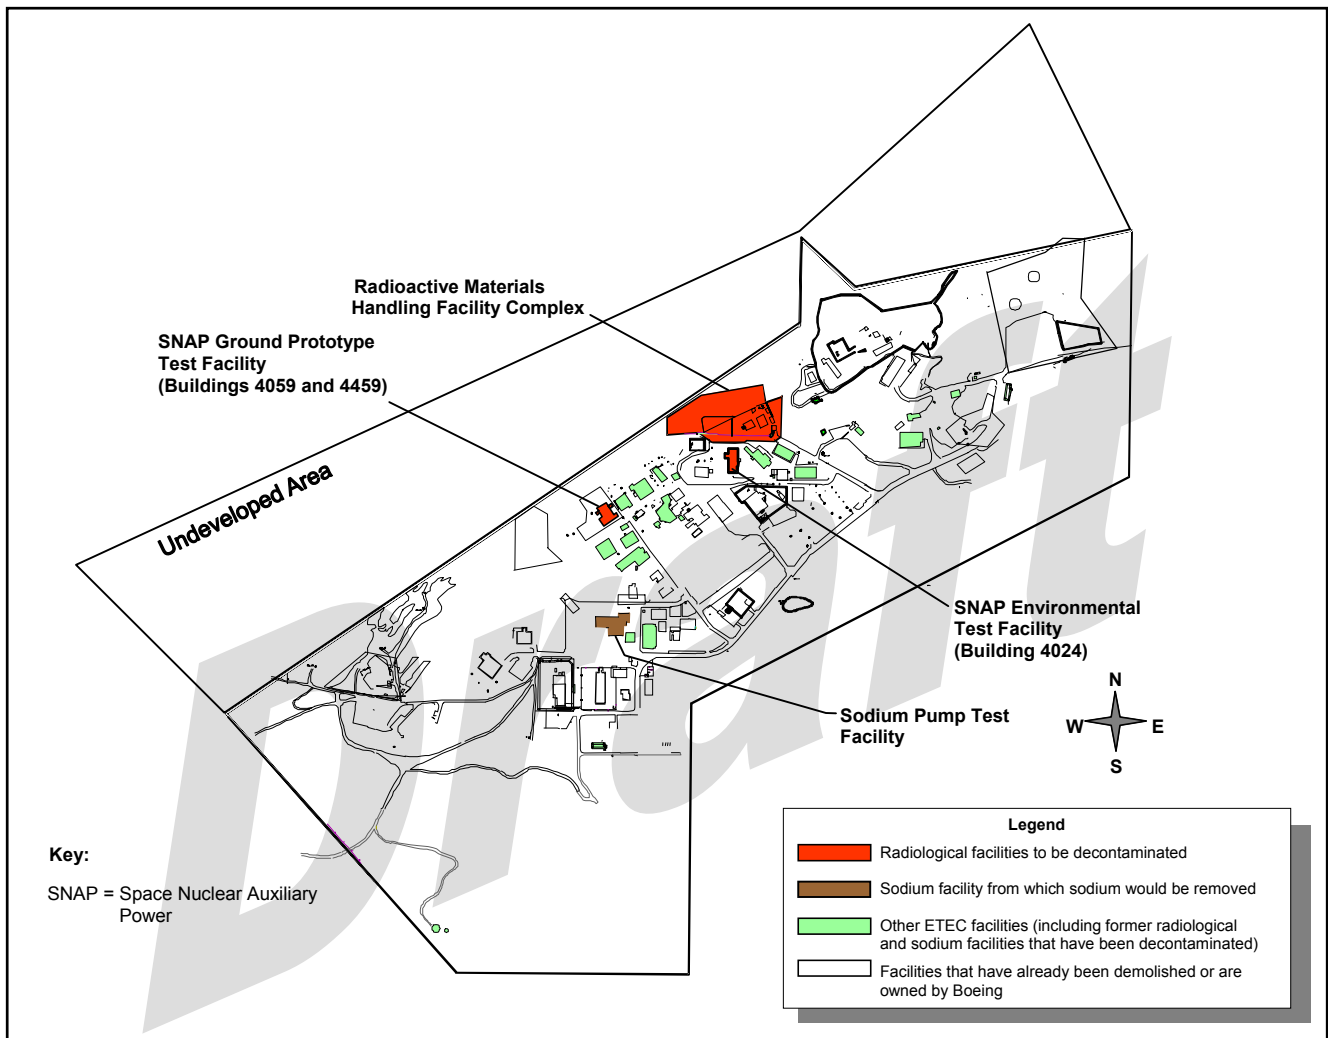 Radioactive Materials
Handling Facility Complex
SNAP Ground Prototype
Test Facility
(Buildings 4059 and 4459)
Undeveloped Area
SNAP Environmental
Test Facility
(Building 4024)
Sodium Pump Test
Facility
N
W E
S
Draft
Key:
SNAP = Space Nuclear Auxiliary
Power
Legend
Radiological facilities to be decontaminated
Sodium facility from which sodium would be removed
Other ETEC facilities (including former radiological
and sodium facilities that have been decontaminated)
Facilities that have already been demolished or are
owned by Boeing